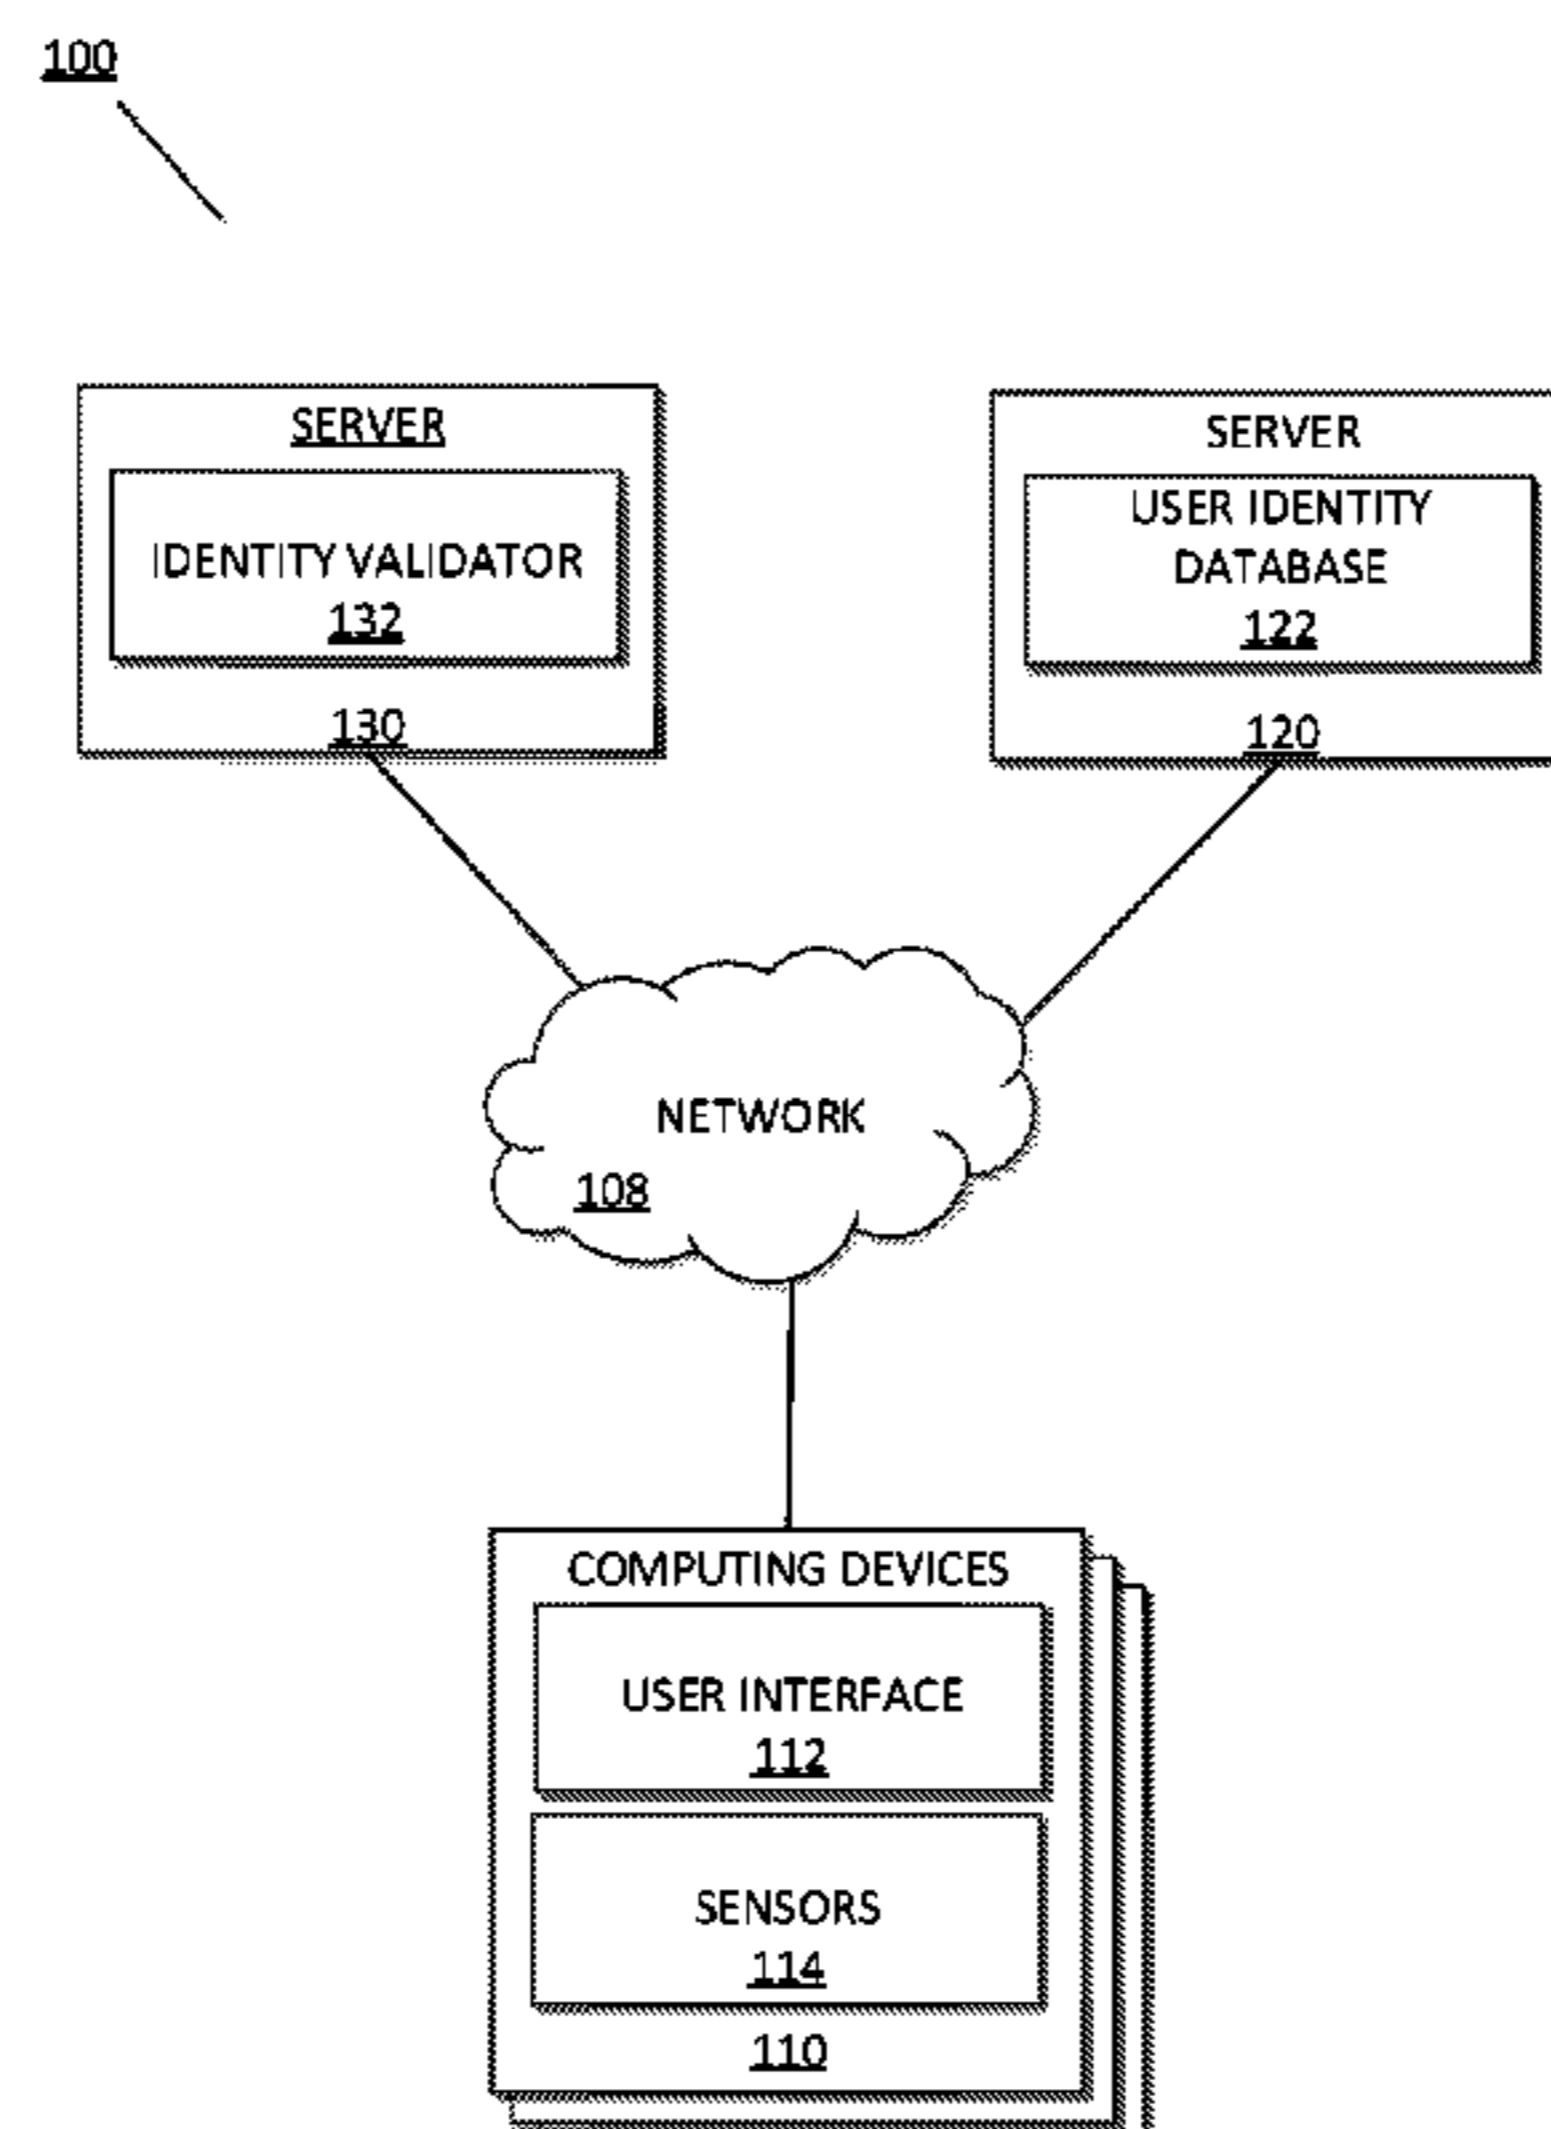 100
SERVER
IDENTITY VALIDATOR
132
130
SERVER
USER IDENTITY
DATABASE
122
120
NETWORK
108
COMPUTING DEVICES
USER INTERFACE
112
SENSORS
114
110